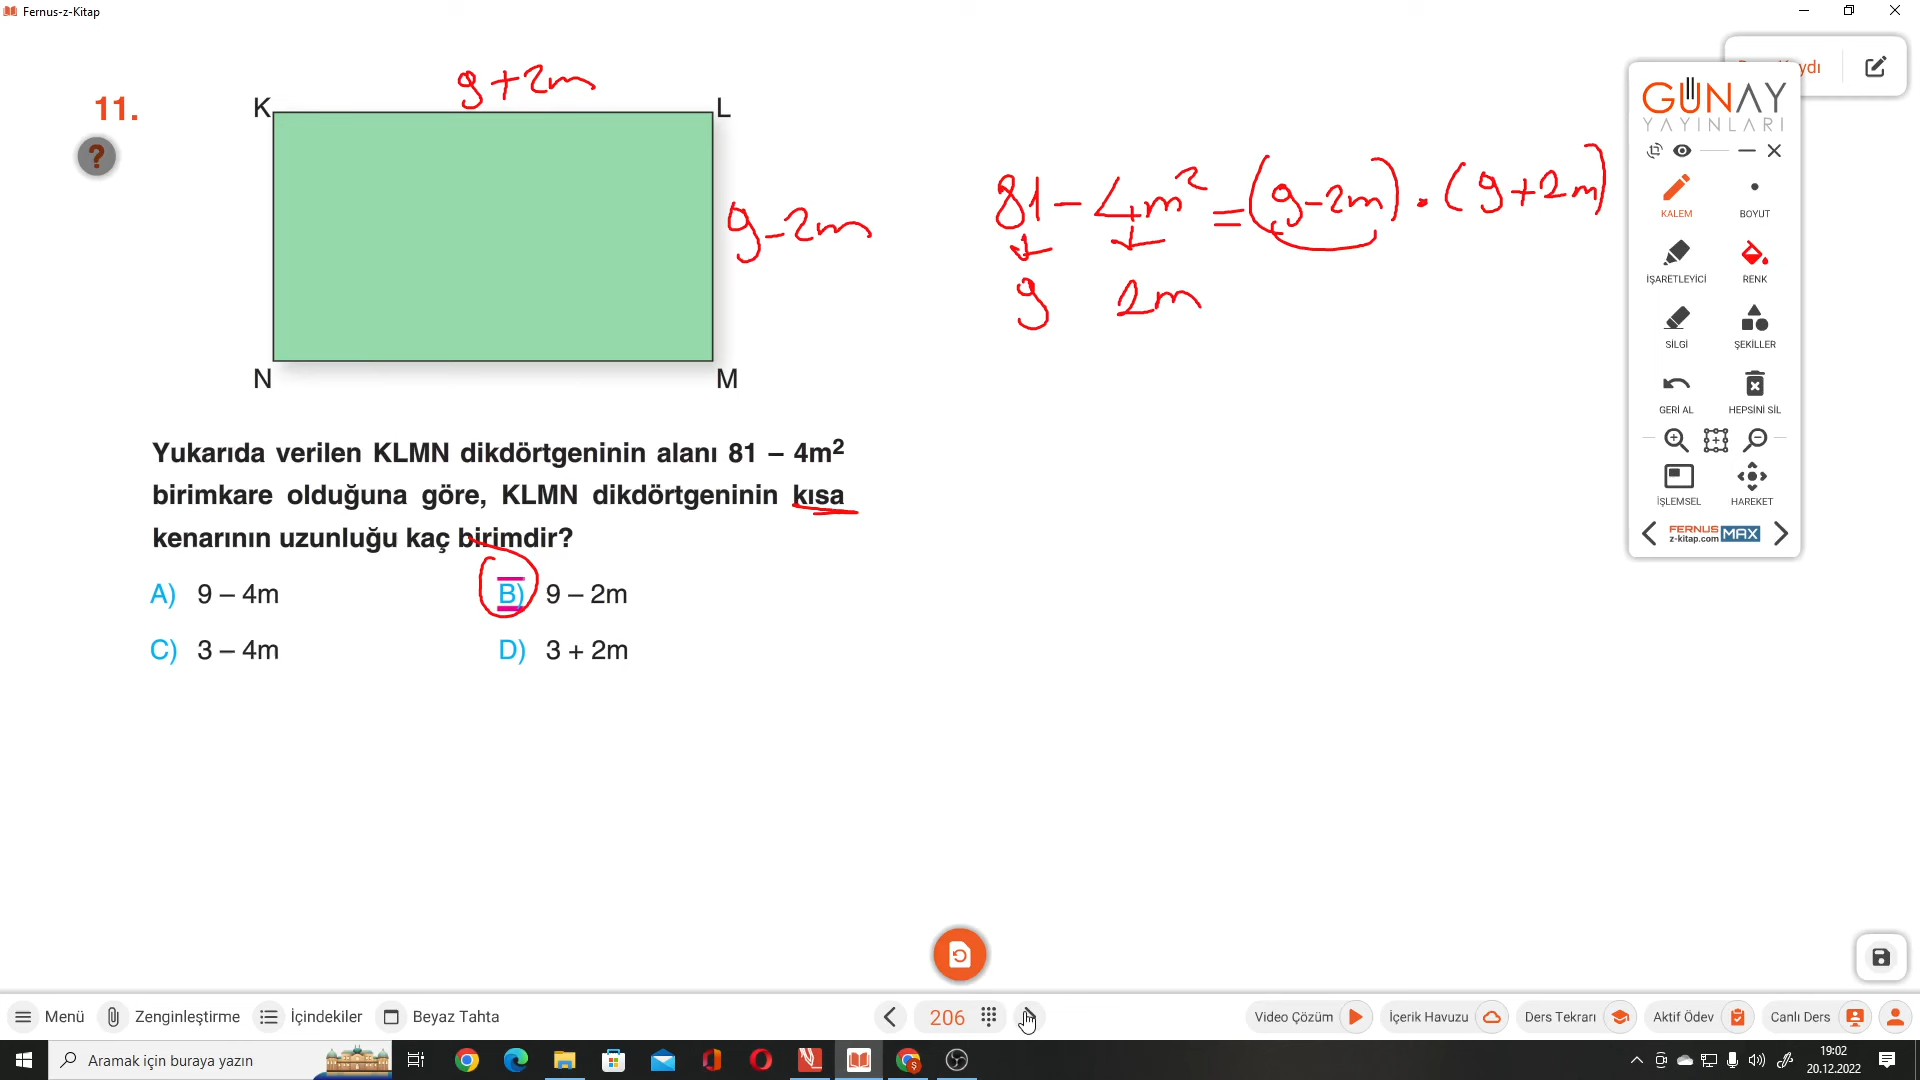 Fernus-z-Kitap
11.
?
K
L
N
M
9+2m
9-2m
81-4m² = (9-2m).(9+2m)
9 2m
Yukarıda verilen KLMN dikdörtgeninin alanı 81 – 4m²
birimkare olduğuna göre, KLMN dikdörtgeninin kısa
kenarının uzunluğu kaç birimdir?
A) 9 – 4m
B) 9 – 2m
C) 3 – 4m
D) 3 + 2m
GÜNAY
YAYINLARI
KALEM
BOYUT
İŞARETLEYİCİ
RENK
SİLGİ
ŞEKİLLER
GERİ AL
HEPSİNİ SİL
İŞLEMSEL
HAREKET
FERNUS
z-kitap.com MAX
Menü
Zenginleştirme
İçindekiler
Beyaz Tahta
206
Video Çözüm
İçerik Havuzu
Ders Tekrarı
Aktif Ödev
Canlı Ders
Aramak için buraya yazın
19:02
20.12.2022